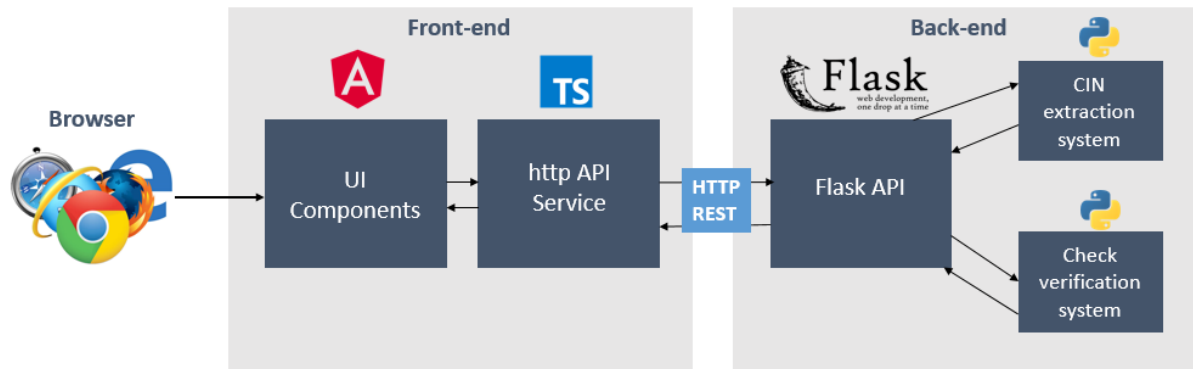 Front-end
Back-end
Browser
A
TS
Flask
web development,
one drop at a time
UI
Components
http API
Service
HTTP
REST
Flask API
CIN
extraction
system
Check
verification
system